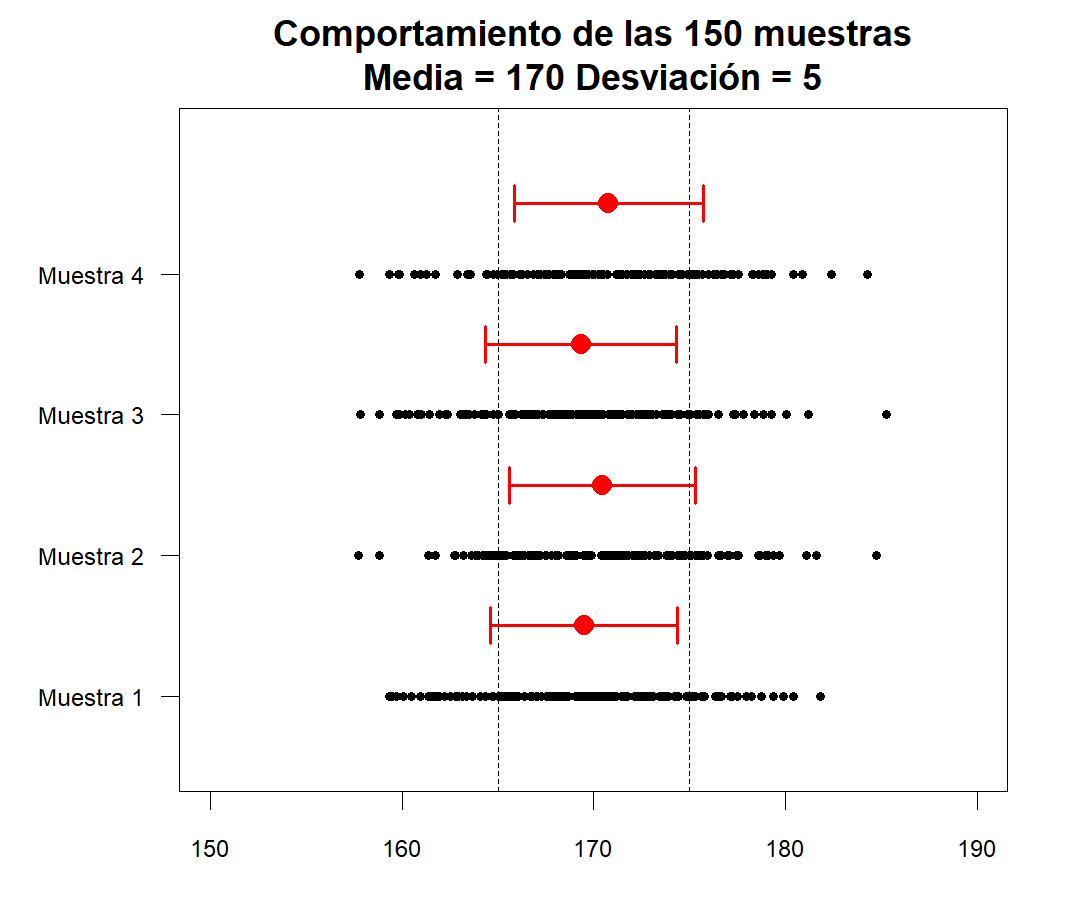 Comportamiento de las 150 muestras
Media = 170 Desviación = 5
Muestra 4
Muestra 3
Muestra 2
Muestra 1
150 160 170 180 190